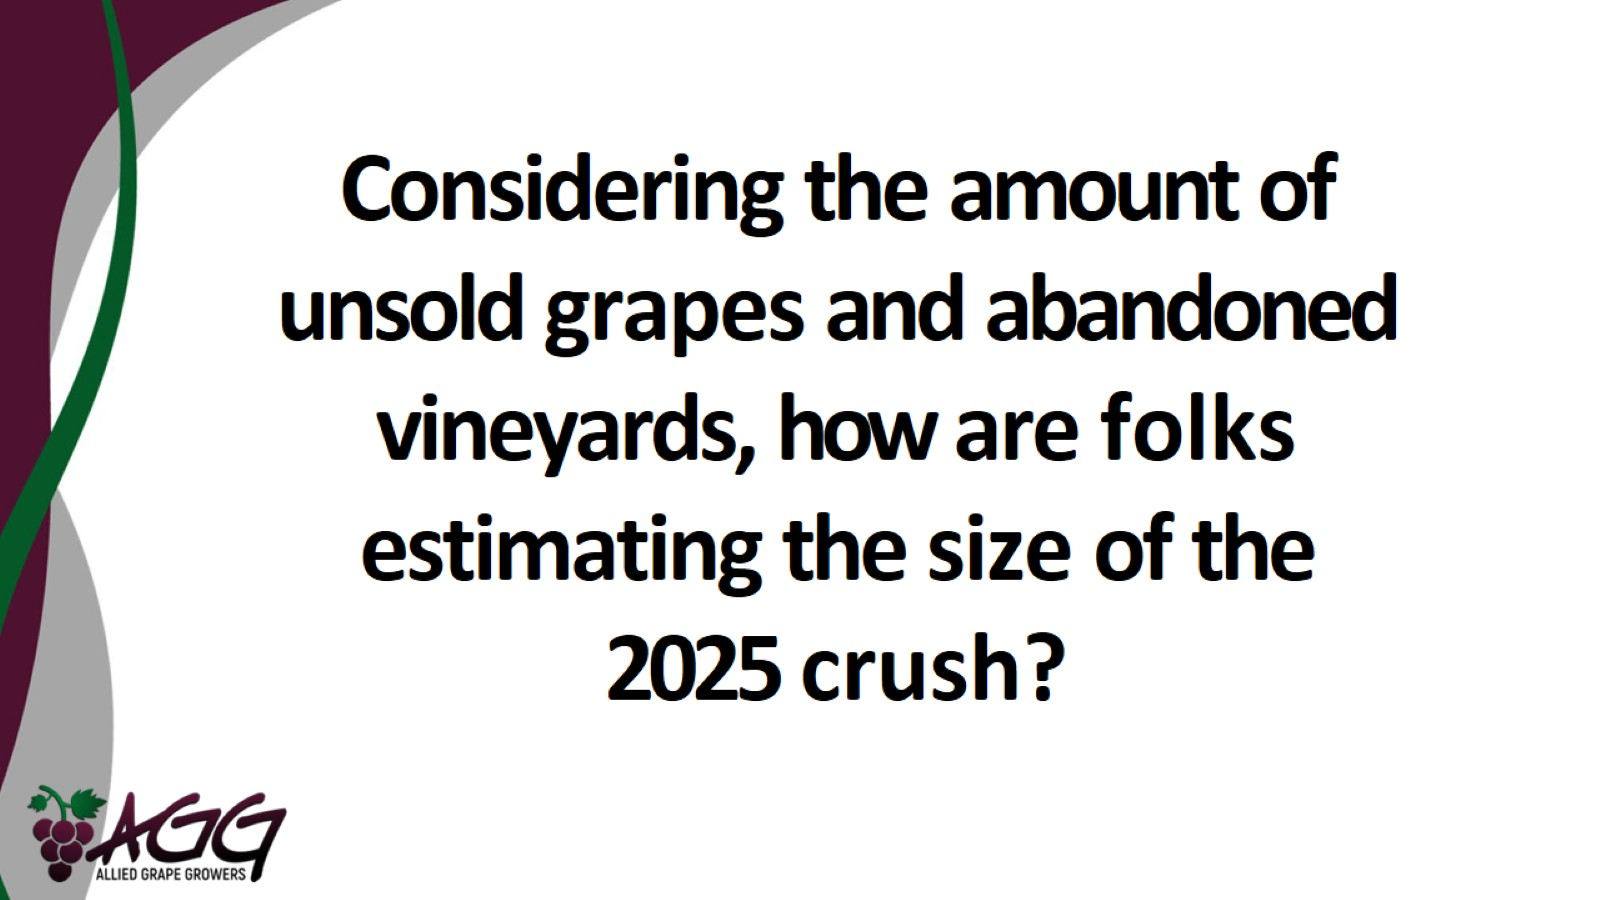 Considering the amount of
unsold grapes and abandoned
vineyards, how are folks
estimating the size of the
2025 crush?
AGG
ALLIED GRAPE GROWERS